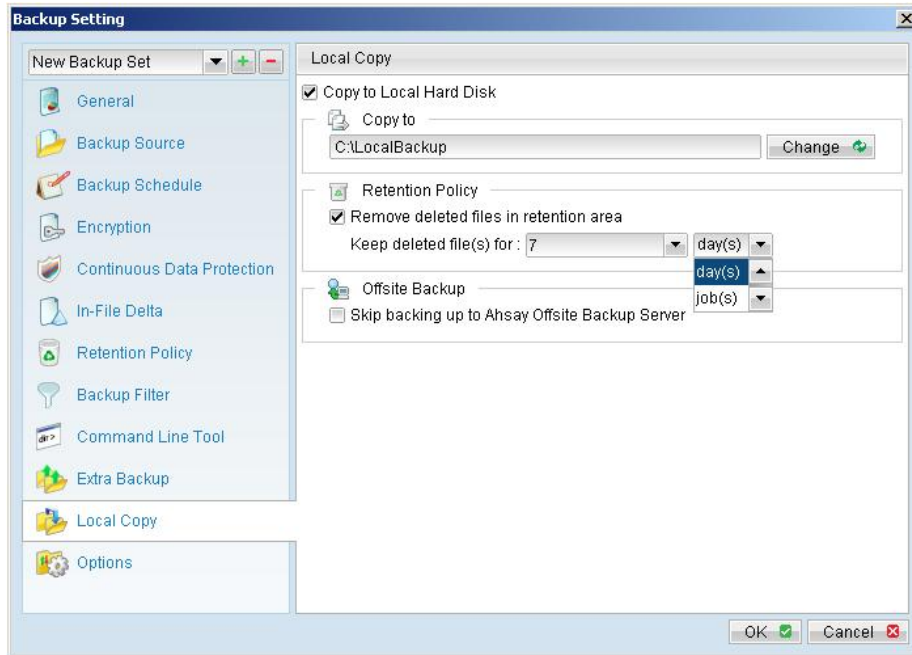 Backup Setting
New Backup Set
General
Backup Source
Backup Schedule
Encryption
Continuous Data Protection
In-File Delta
Retention Policy
Backup Filter
dir>
Command Line Tool
Extra Backup
Local Copy
Options
Local Copy
Copy to Local Hard Disk
Copy to
C:\LocalBackup
Change
Retention Policy
Remove deleted files in retention area
Keep deleted file(s) for : 7 day(s)
day(s)
job(s)
Offsite Backup
Skip backing up to Ahsay Offsite Backup Server
OK
Cancel